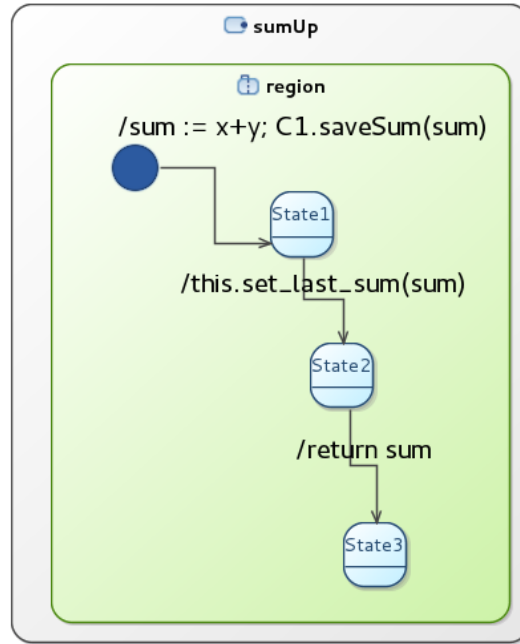 sumUp
region
/sum := x+y; C1.saveSum(sum)
State1
/this.set_last_sum(sum)
State2
/return sum
State3